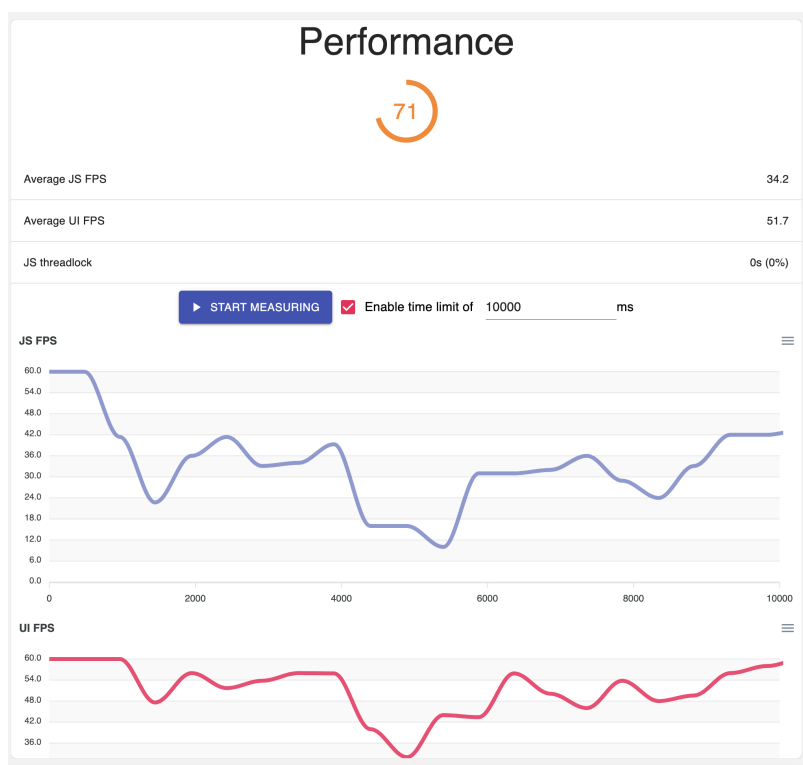 Performance
71
Average JS FPS 34.2
Average UI FPS 51.7
JS threadlock 0s (0%)
START MEASURING Enable time limit of 10000 ms
JS FPS
60.0
54.0
48.0
42.0
36.0
30.0
24.0
18.0
12.0
6.0
0.0
0 2000 4000 6000 8000 10000
UI FPS
60.0
54.0
48.0
42.0
36.0